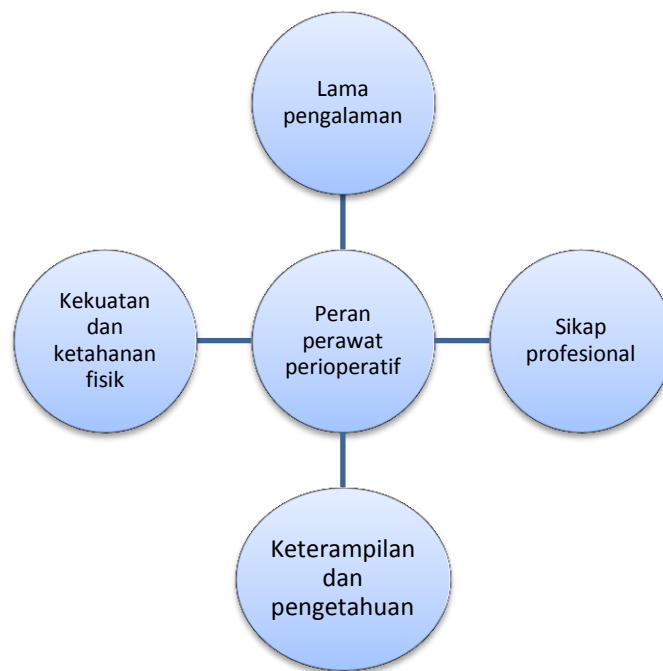 Lama
pengalaman
Kekuatan
dan
ketahanan
fisik
Peran
perawat
perioperatif
Sikap
profesional
Keterampilan
dan
pengetahuan